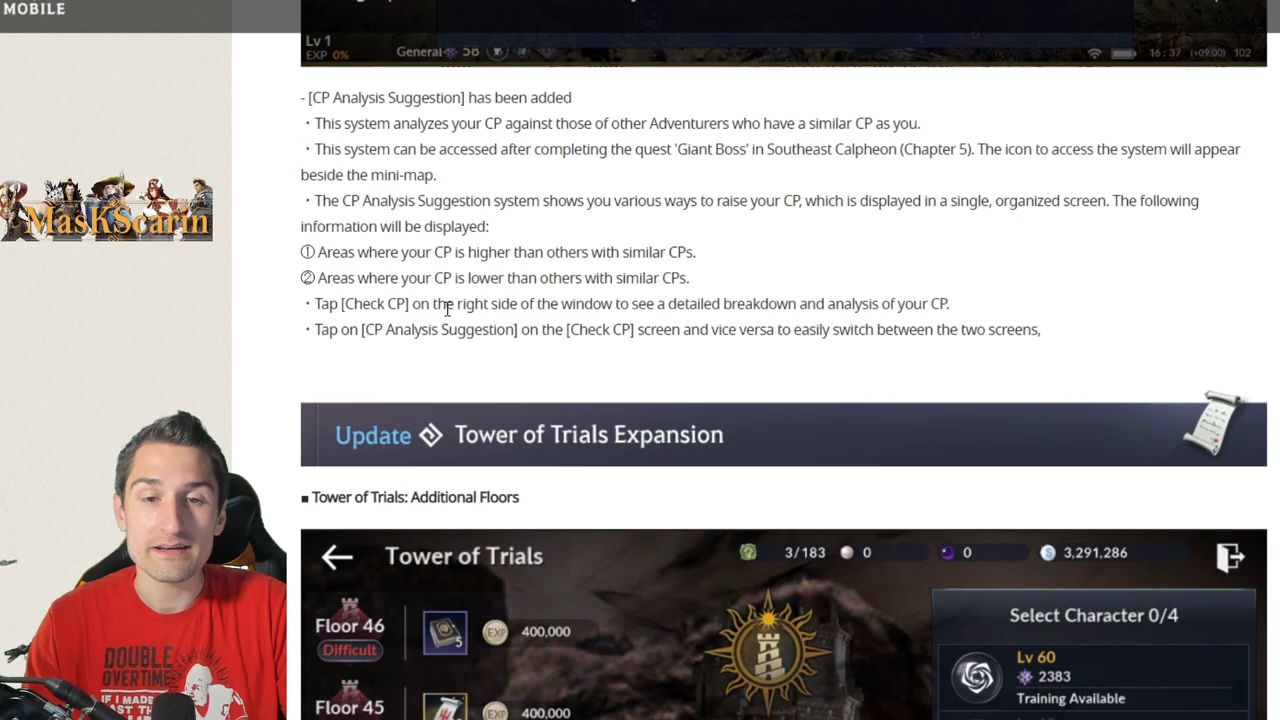 MOBILE
Lv 1
EXP 0%
General 58
16 : 37 (+09:00) 102
- [CP Analysis Suggestion] has been added
・This system analyzes your CP against those of other Adventurers who have a similar CP as you.
・This system can be accessed after completing the quest 'Giant Boss' in Southeast Calpheon (Chapter 5). The icon to access the system will appear
beside the mini-map.
・The CP Analysis Suggestion system shows you various ways to raise your CP, which is displayed in a single, organized screen. The following
information will be displayed:
① Areas where your CP is higher than others with similar CPs.
② Areas where your CP is lower than others with similar CPs.
・Tap [Check CP] on the right side of the window to see a detailed breakdown and analysis of your CP.
・Tap on [CP Analysis Suggestion] on the [Check CP] screen and vice versa to easily switch between the two screens,
MasKScarin
Update Tower of Trials Expansion
■ Tower of Trials: Additional Floors
Tower of Trials
3/183 0 0 3,291,286
Floor 46
Difficult
5
EXP 400,000
Floor 45
EXP 400,000
Select Character 0/4
Lv 60
2383
Training Available
DOUBLE
OVERTIME
IF I MADE